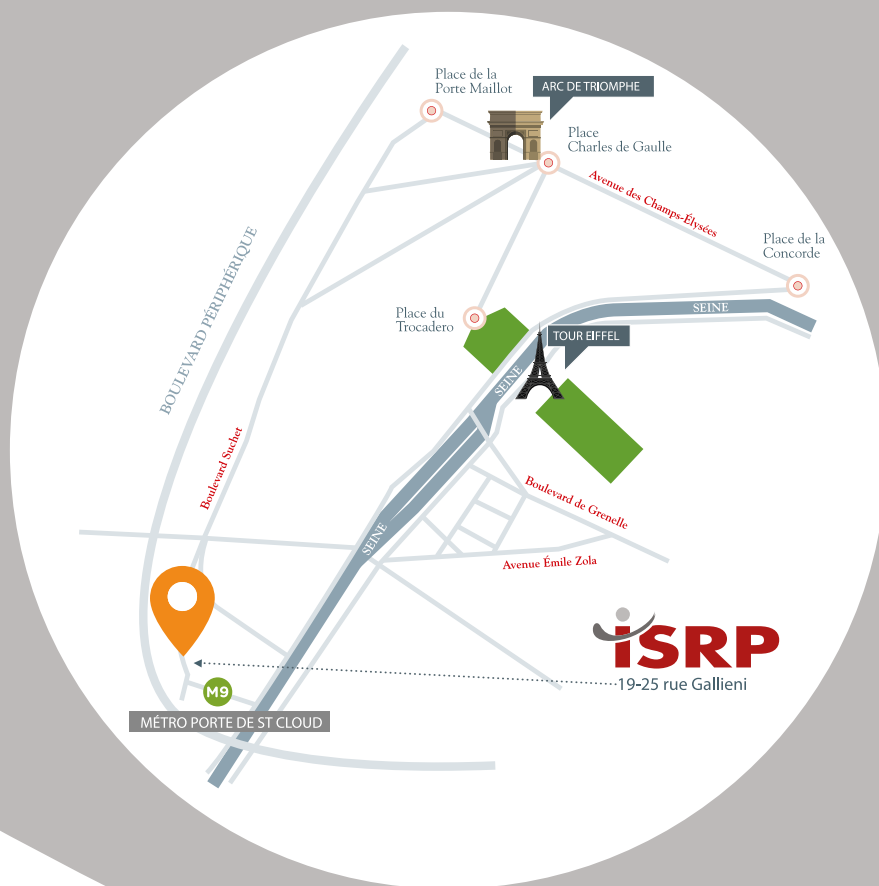 Place de la
Porte Maillot
ARC DE TRIOMPHE
Place
Charles de Gaulle
Avenue des Champs-Élysées
Place de la
Concorde
BOULEVARD PÉRIPHÉRIQUE
Place du
Trocadero
SEINE
TOUR EIFFEL
SEINE
Boulevard Suchet
Boulevard de Grenelle
SEINE
Avenue Émile Zola
iSRP
19-25 rue Gallieni
M9
MÉTRO PORTE DE ST CLOUD